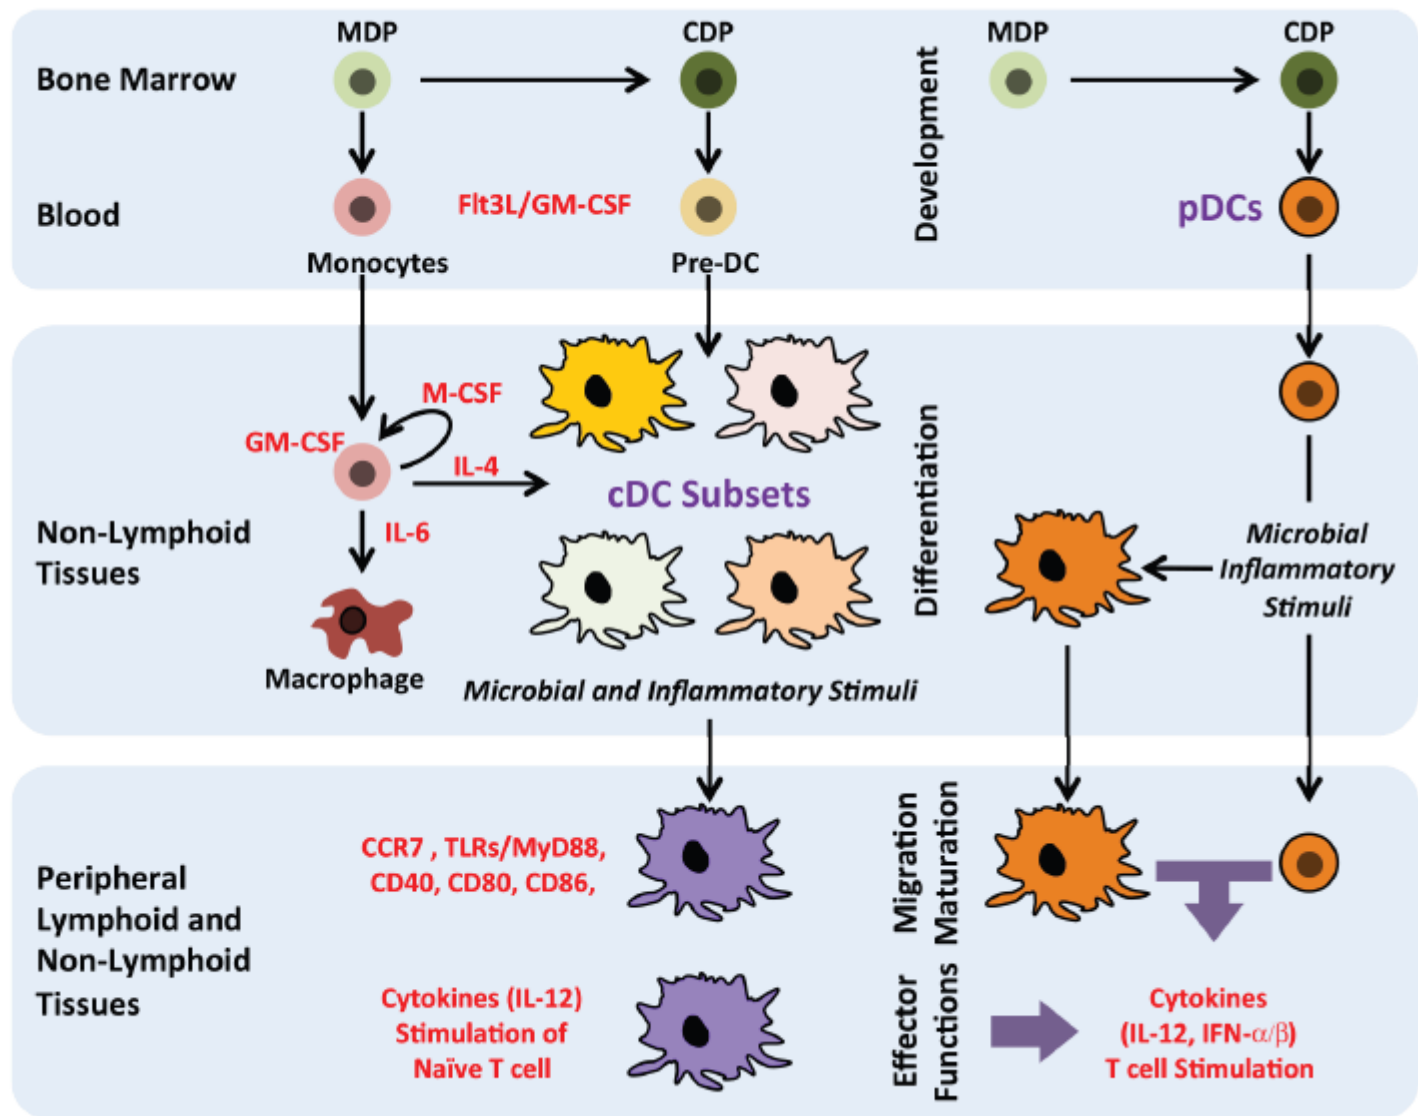 MDP
CDP
MDP
CDP
Bone Marrow
Development
Blood
Flt3L/GM-CSF
pDCs
Monocytes
Pre-DC
M-CSF
GM-CSF
IL-4
cDC Subsets
Differentiation
Non-Lymphoid
Tissues
IL-6
Microbial
Inflammatory
Stimuli
Macrophage
Microbial and Inflammatory Stimuli
CCR7 , TLRs/MyD88,
CD40, CD80, CD86,
Migration
Maturation
Peripheral
Lymphoid and
Non-Lymphoid
Tissues
Cytokines (IL-12)
Stimulation of
Naïve T cell
Effector
Functions
Cytokines
(IL-12, IFN-α/β)
T cell Stimulation